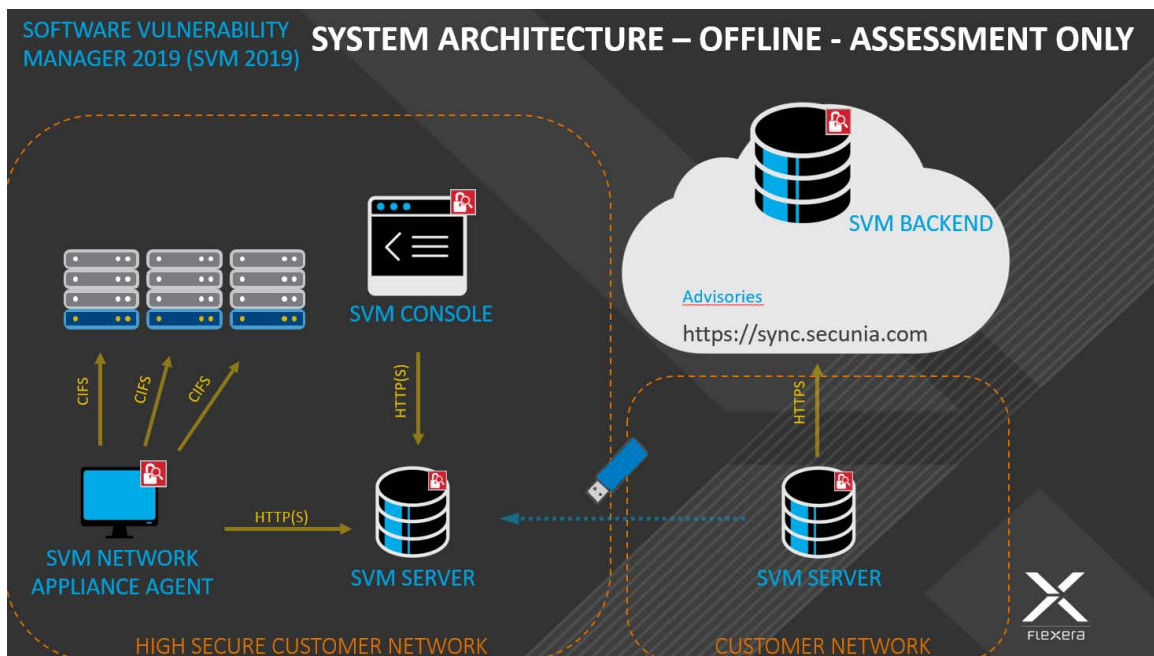 SOFTWARE VULNERABILITY
MANAGER 2019 (SVM 2019)
SYSTEM ARCHITECTURE – OFFLINE - ASSESSMENT ONLY
SVM BACKEND
Advisories
https://sync.secunia.com
SVM CONSOLE
CIFS
CIFS
CIFS
HTTP(S)
HTTPS
HTTP(S)
SVM NETWORK
APPLIANCE AGENT
SVM SERVER
SVM SERVER
HIGH SECURE CUSTOMER NETWORK
CUSTOMER NETWORK
FLEXERA